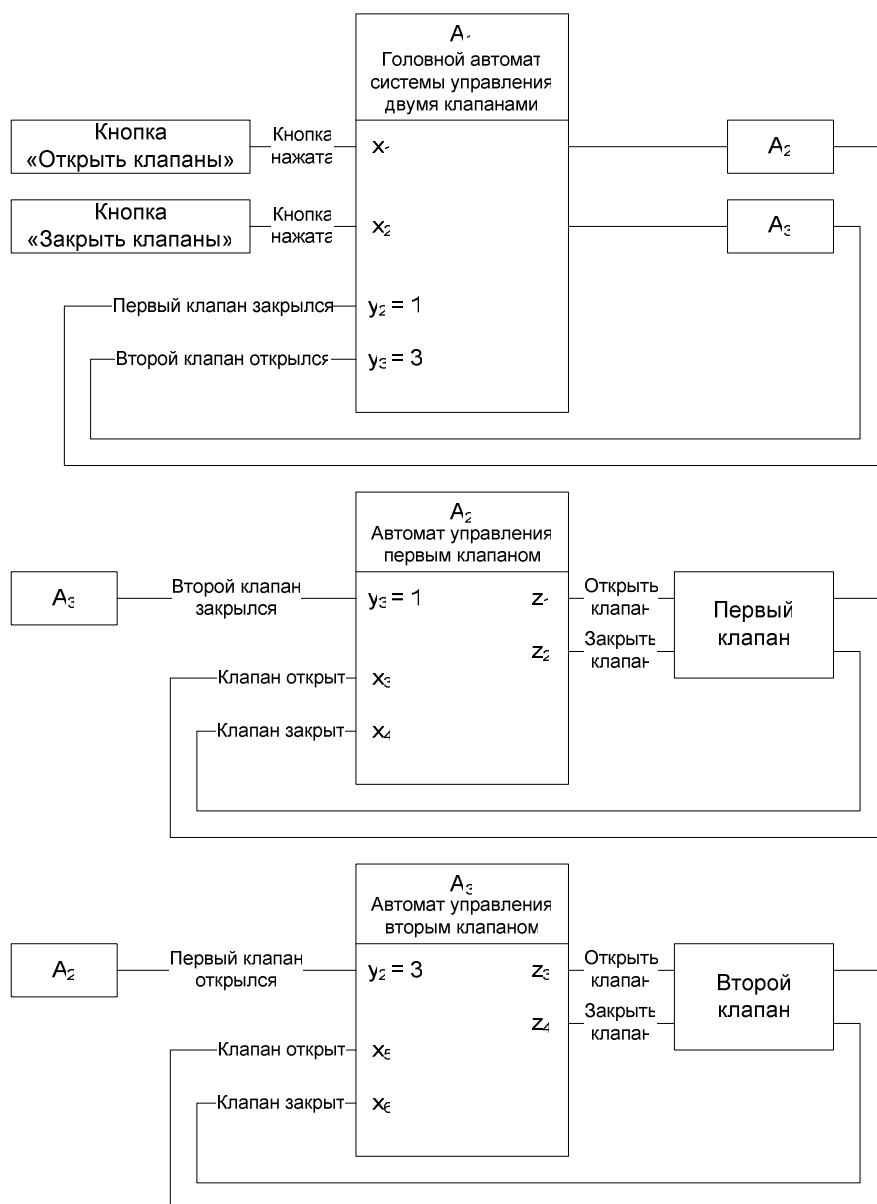 A₁
Головной автомат
системы управления
двумя клапанами
Кнопка
«Открыть клапаны»
Кнопка
нажата
x₁
A₂
Кнопка
«Закрыть клапаны»
Кнопка
нажата
x₂
A₃
Первый клапан закрылся
y₂ = 1
Второй клапан открылся
y₃ = 3
A₂
Автомат управления
первым клапаном
A₃
Второй клапан
закрылся
y₃ = 1
z₁
Открыть
клапан
Первый
клапан
z₂
Закрыть
клапан
Клапан открыт
x₃
Клапан закрыт
x₄
A₃
Автомат управления
вторым клапаном
A₂
Первый клапан
открылся
y₂ = 3
z₃
Открыть
клапан
Второй
клапан
z₄
Закрыть
клапан
Клапан открыт
x₅
Клапан закрыт
x₆